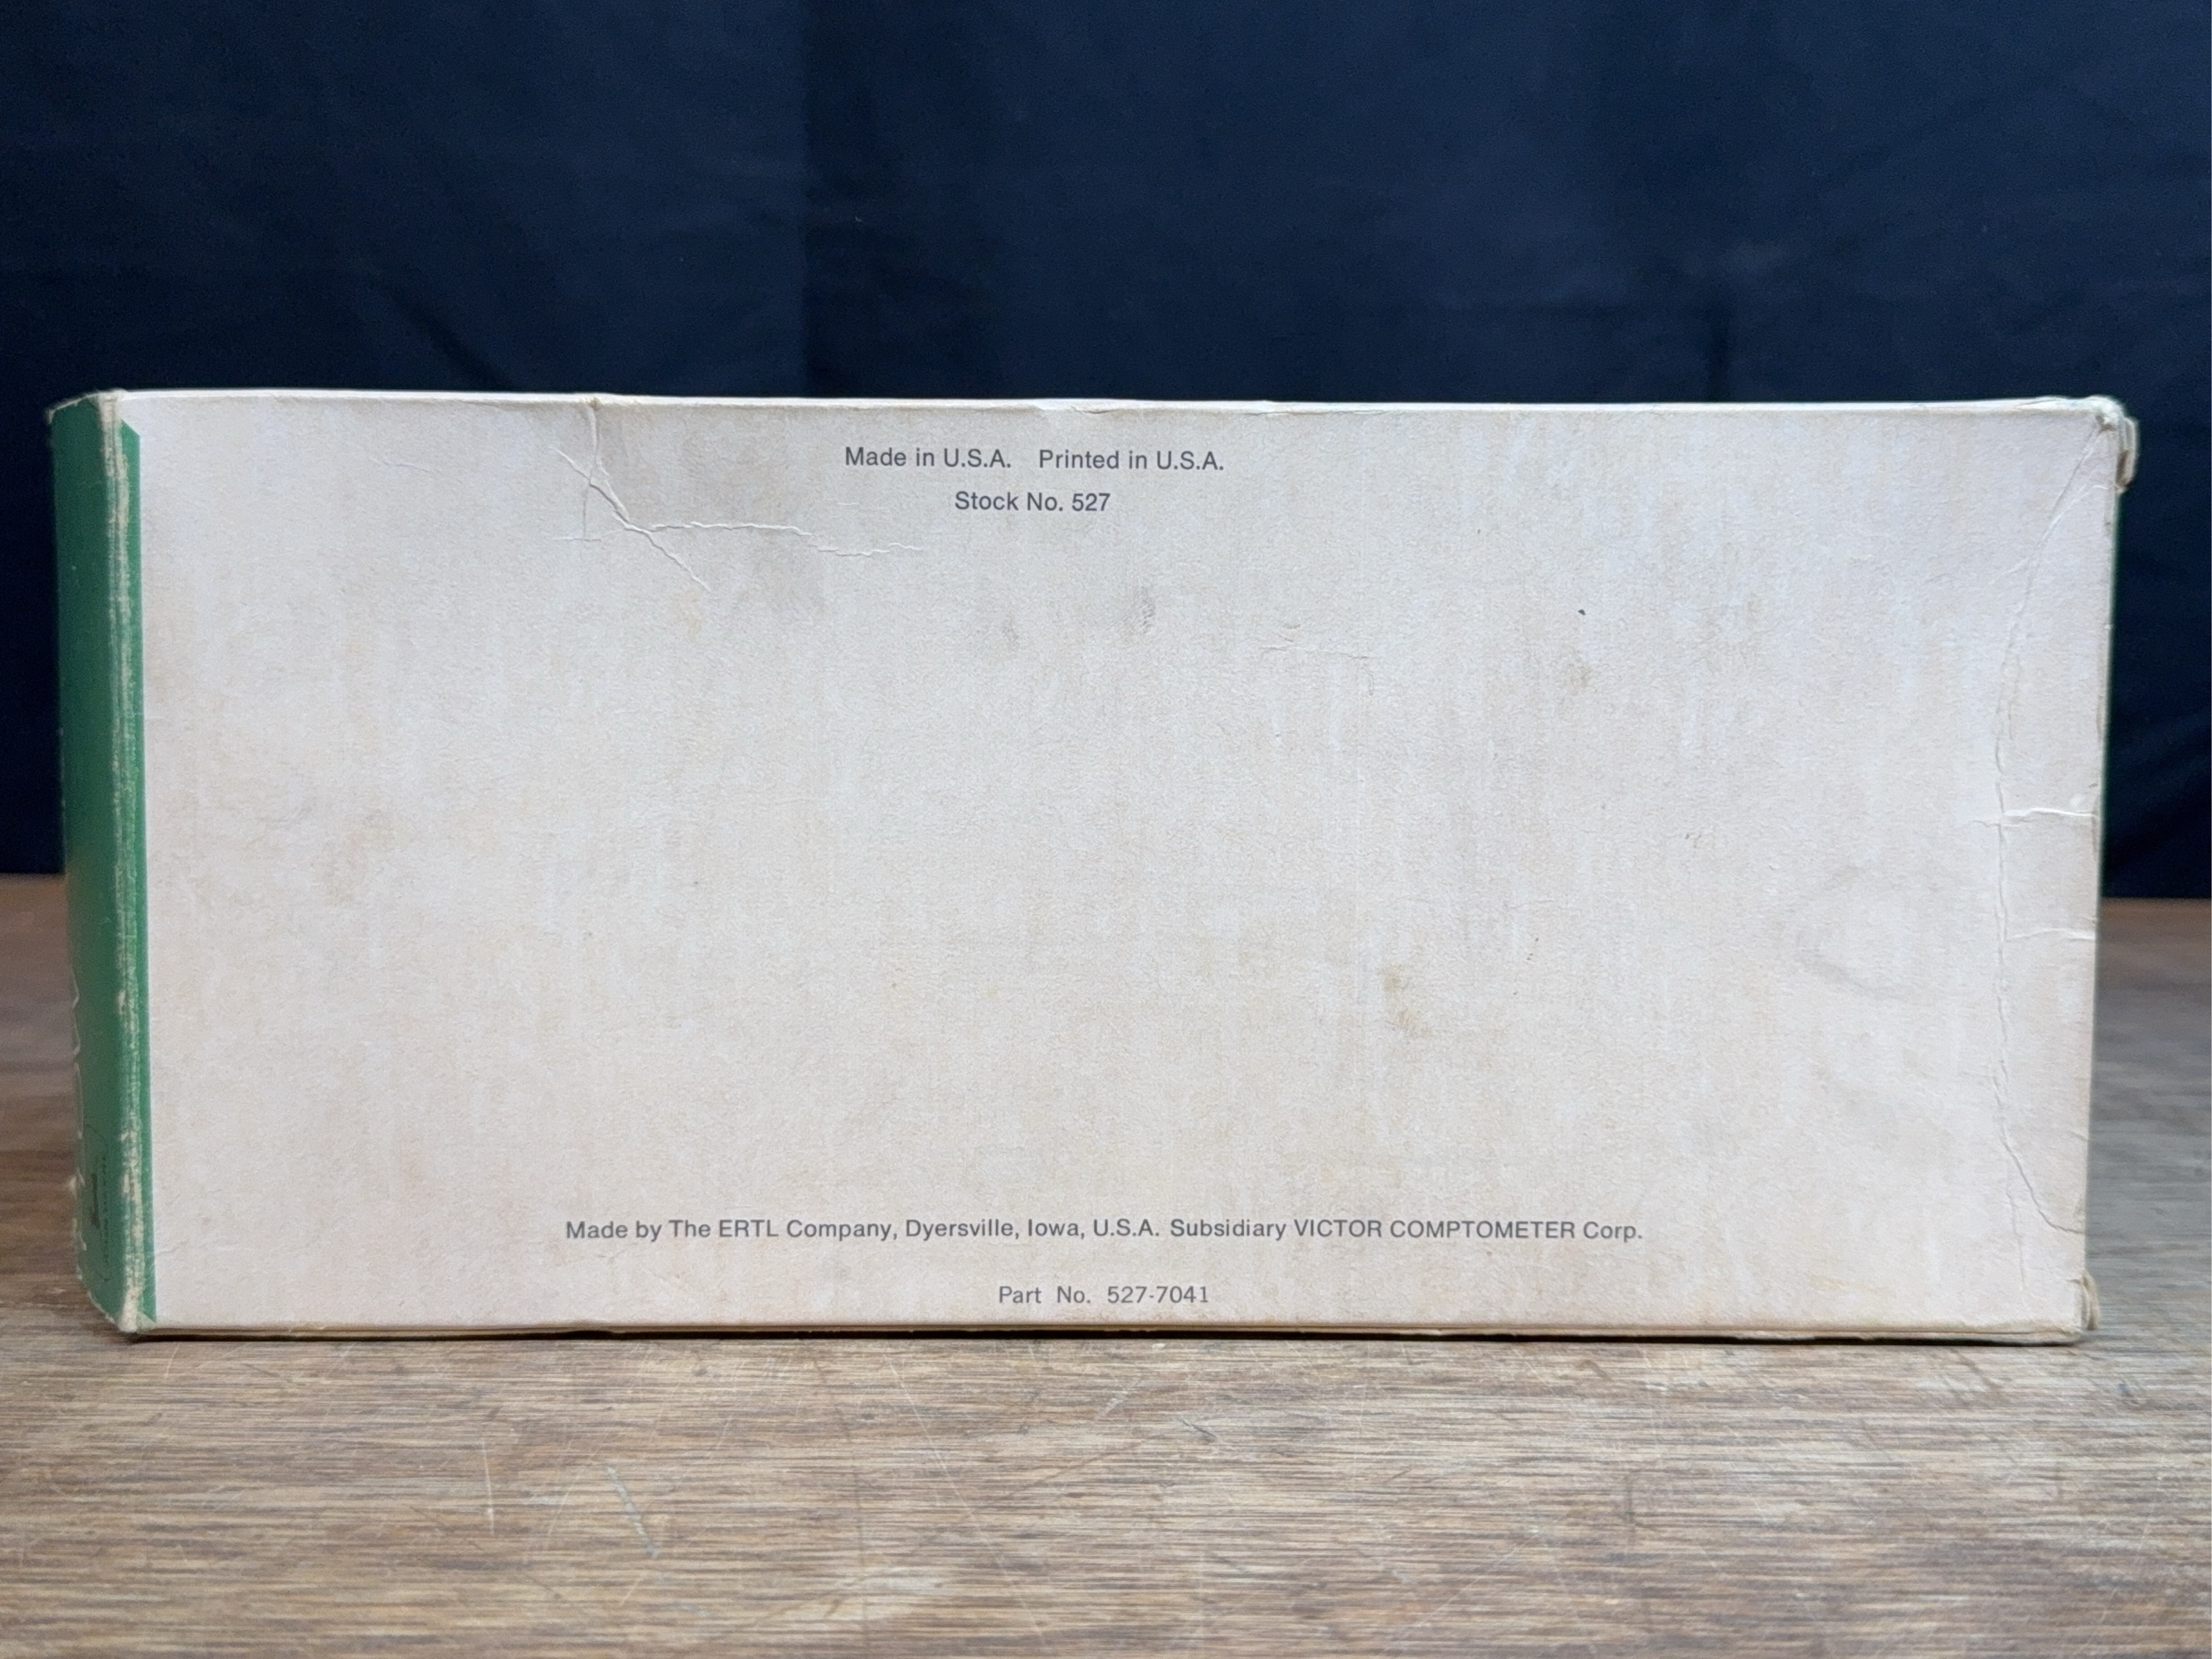 Made in U.S.A. Printed in U.S.A.
Stock No. 527
Made by The ERTL Company, Dyersville, Iowa, U.S.A. Subsidiary VICTOR COMPTOMETER Corp.
Part No. 527-7041